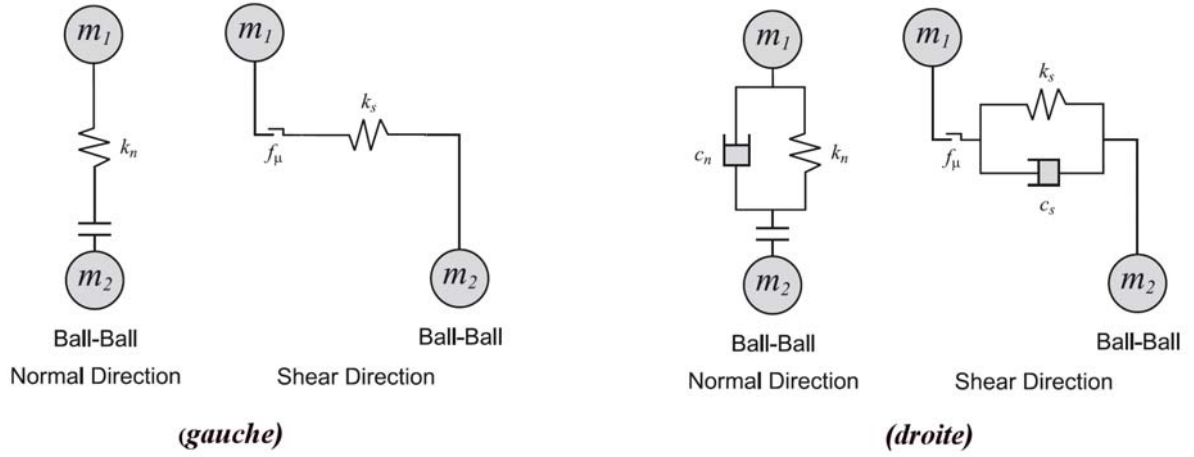 m1
kn
m2
Ball-Ball
Normal Direction
m1
ks
fμ
m2
Ball-Ball
Shear Direction
(gauche)
m1
cn
kn
m2
Ball-Ball
Normal Direction
m1
ks
fμ
cs
m2
Ball-Ball
Shear Direction
(droite)